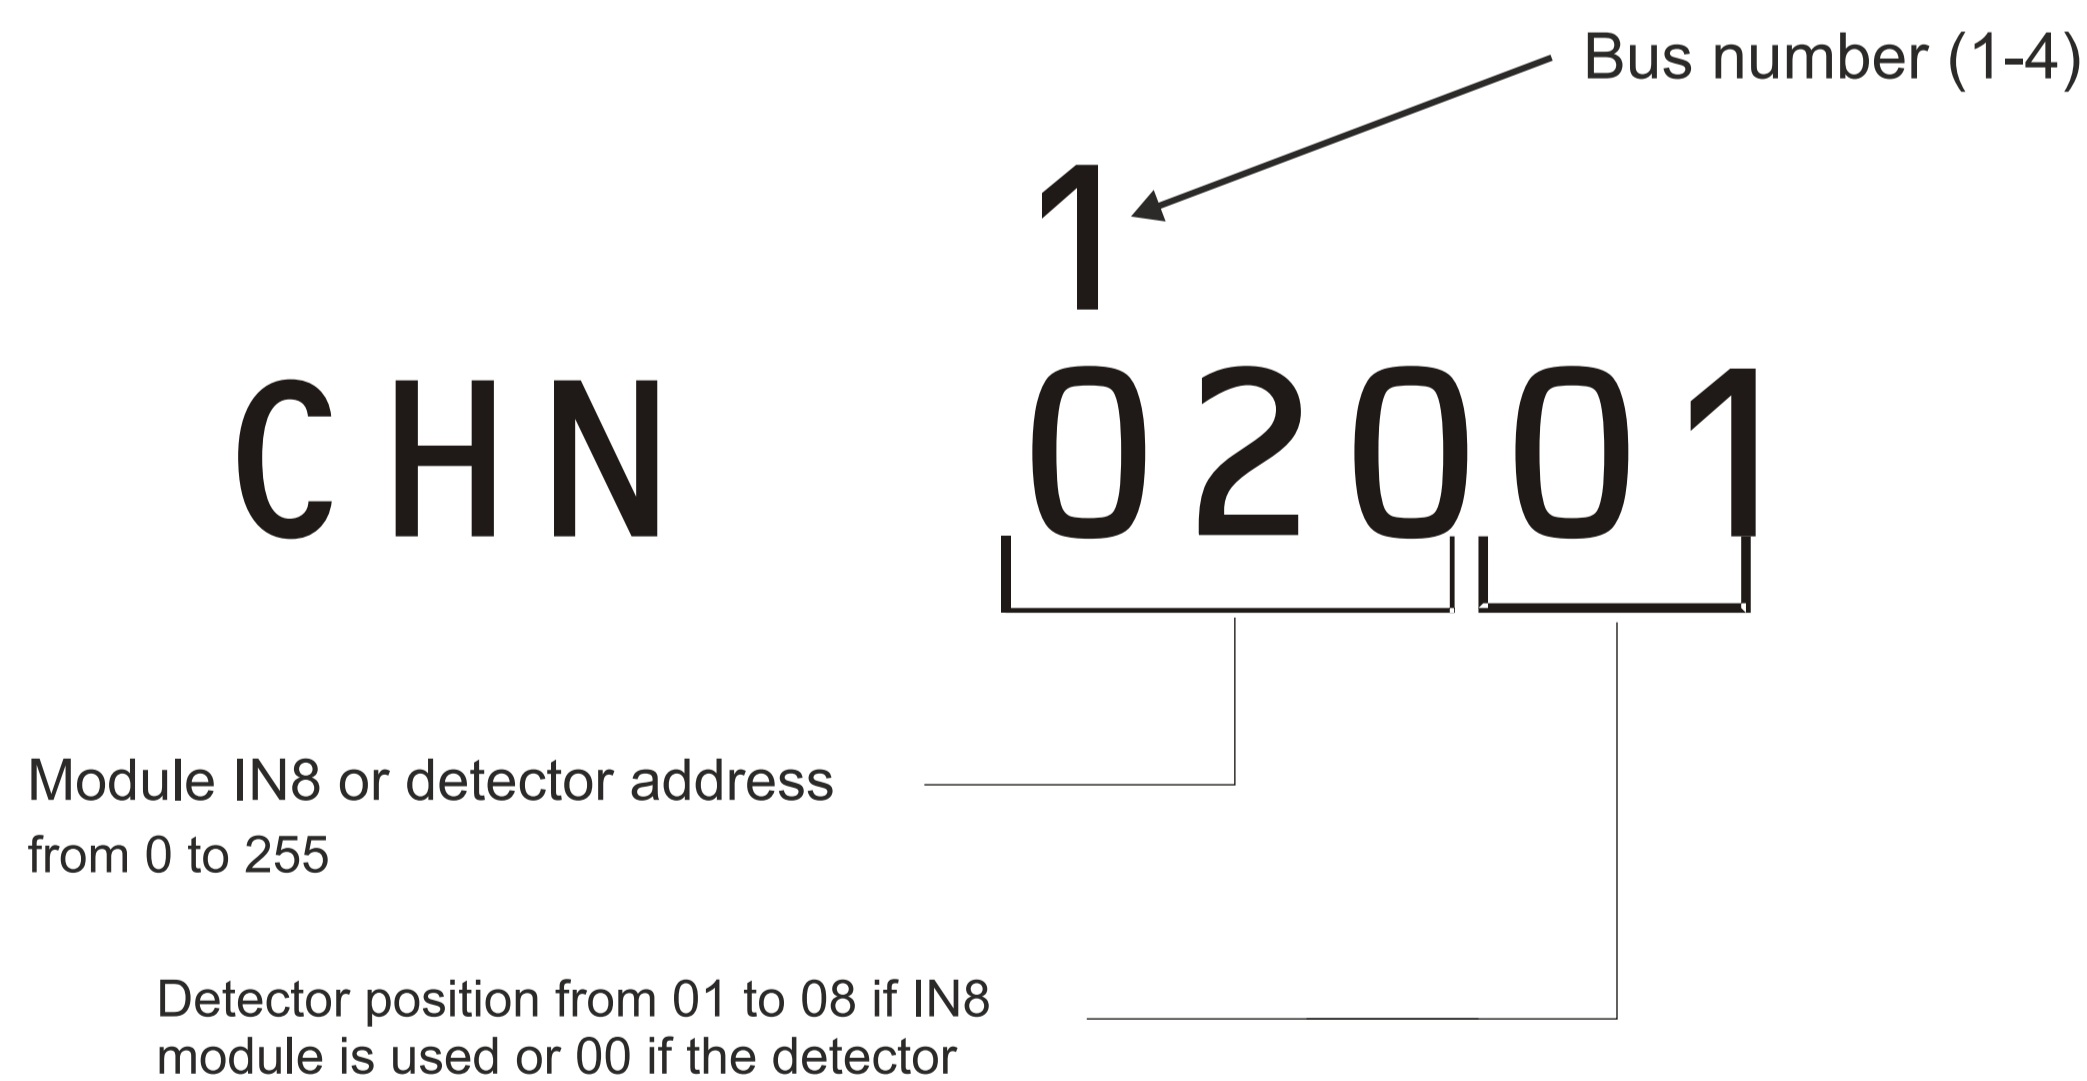 Bus number (1-4)
1
CHN 02001
Module IN8 or detector address
from 0 to 255
Detector position from 01 to 08 if IN8
module is used or 00 if the detector